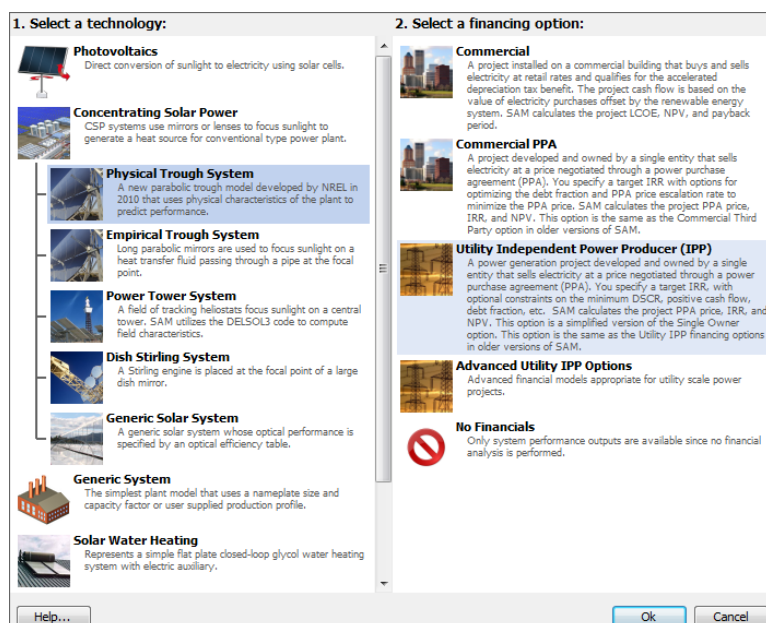 1. Select a technology:
Photovoltaics
Direct conversion of sunlight to electricity using solar cells.
Concentrating Solar Power
CSP systems use mirrors or lenses to focus sunlight to
generate a heat source for conventional type power plant.
Physical Trough System
A new parabolic trough model developed by NREL in
2010 that uses physical characteristics of the plant to
predict performance.
Empirical Trough System
Long parabolic mirrors are used to focus sunlight on a
heat transfer fluid passing through a pipe at the focal
point.
Power Tower System
A field of tracking heliostats focus sunlight on a central
tower. SAM utilizes the DELSOL3 code to compute
field characteristics.
Dish Stirling System
A Stirling engine is placed at the focal point of a large
dish mirror.
Generic Solar System
A generic solar system whose optical performance is
specified by an optical efficiency table.
Generic System
The simplest plant model that uses a nameplate size and
capacity factor or user supplied production profile.
Solar Water Heating
Represents a simple flat plate closed-loop glycol water heating
system with electric auxiliary.
2. Select a financing option:
Commercial
A project installed on a commercial building that buys and sells
electricity at retail rates and qualifies for the accelerated
depreciation tax benefit. The project cash flow is based on the
value of electricity purchases offset by the renewable energy
system. SAM calculates the project LCOE, NPV, and payback
period.
Commercial PPA
A project developed and owned by a single entity that sells
electricity at a price negotiated through a power purchase
agreement (PPA). You specify a target IRR with options for
optimizing the debt fraction and PPA price escalation rate to
minimize the PPA price. SAM calculates the project PPA price,
IRR, and NPV. This option is the same as the Commercial Third
Party option in older versions of SAM.
Utility Independent Power Producer (IPP)
A power generation project developed and owned by a single
entity that sells electricity at a price negotiated through a power
purchase agreement (PPA). You specify a target IRR, with
optional constraints on the minimum DSCR, positive cash flow,
debt fraction, etc. SAM calculates the project PPA price, IRR, and
NPV. This option is a simplified version of the Single Owner
option. This option is the same as the Utility IPP financing options
in older versions of SAM.
Advanced Utility IPP Options
Advanced financial models appropriate for utility scale power
projects.
No Financials
Only system performance outputs are available since no financial
analysis is performed.
Help...
Ok
Cancel